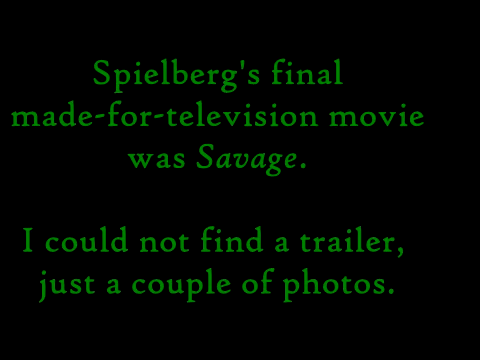 Spielberg's final
made-for-television movie
was Savage.
I could not find a trailer,
just a couple of photos.